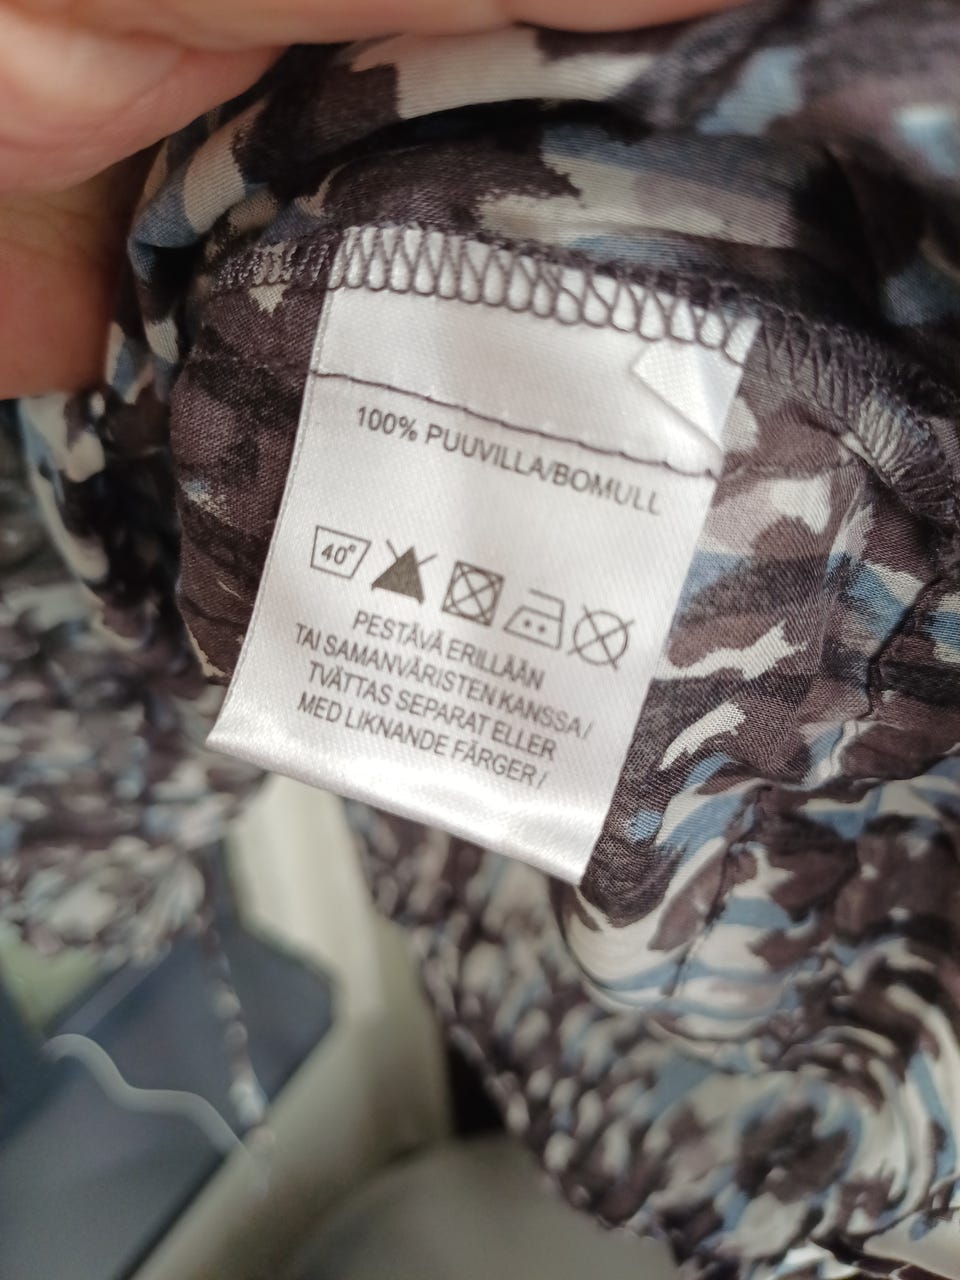 100% PUUVILLA/BOMULL
40°
PESTÄVÄ ERILLÄÄN
TAI SAMANVÄRISTEN KANSSA/
TVÄTTAS SEPARAT ELLER
MED LIKNANDE FÄRGER/